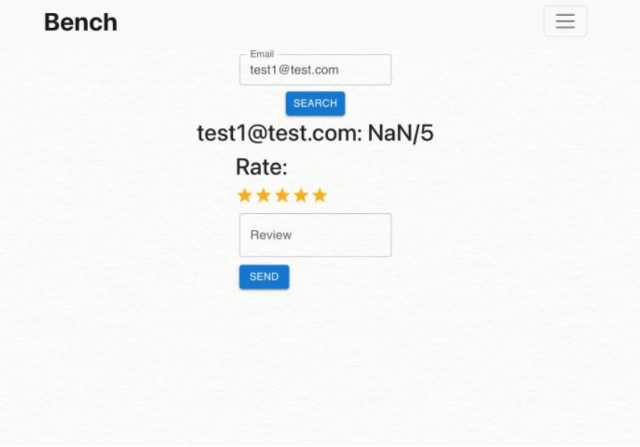 Bench
Email
test1@test.com
SEARCH
test1@test.com: NaN/5
Rate:
Review
SEND